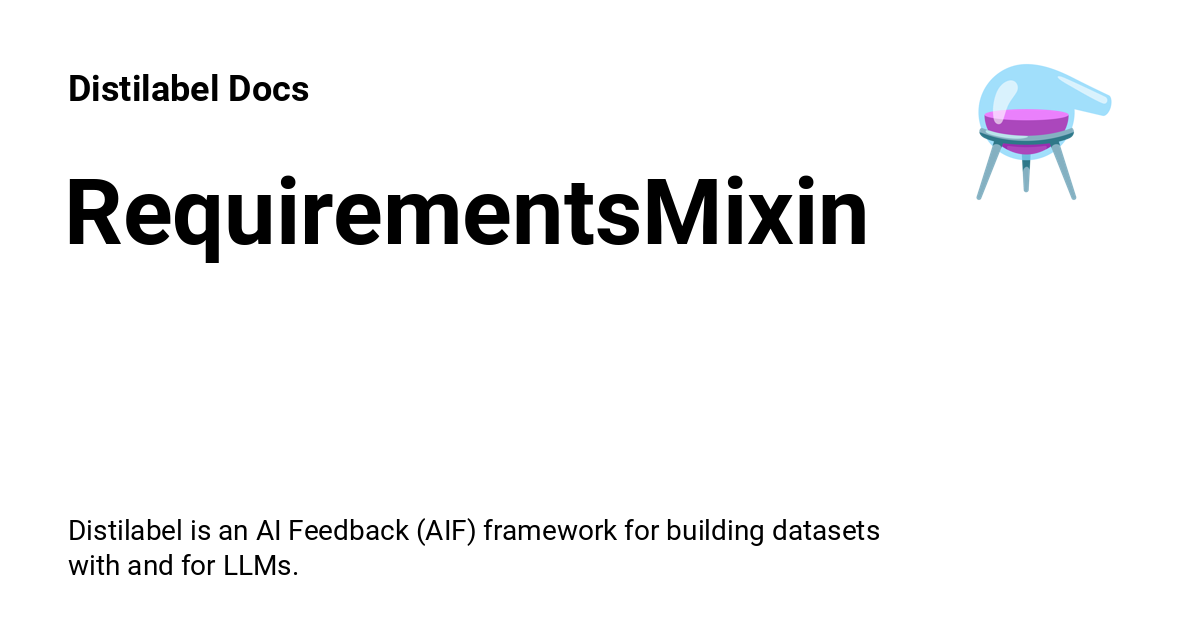 Distilabel Docs
RequirementsMixin
Distilabel is an AI Feedback (AIF) framework for building datasets
with and for LLMs.